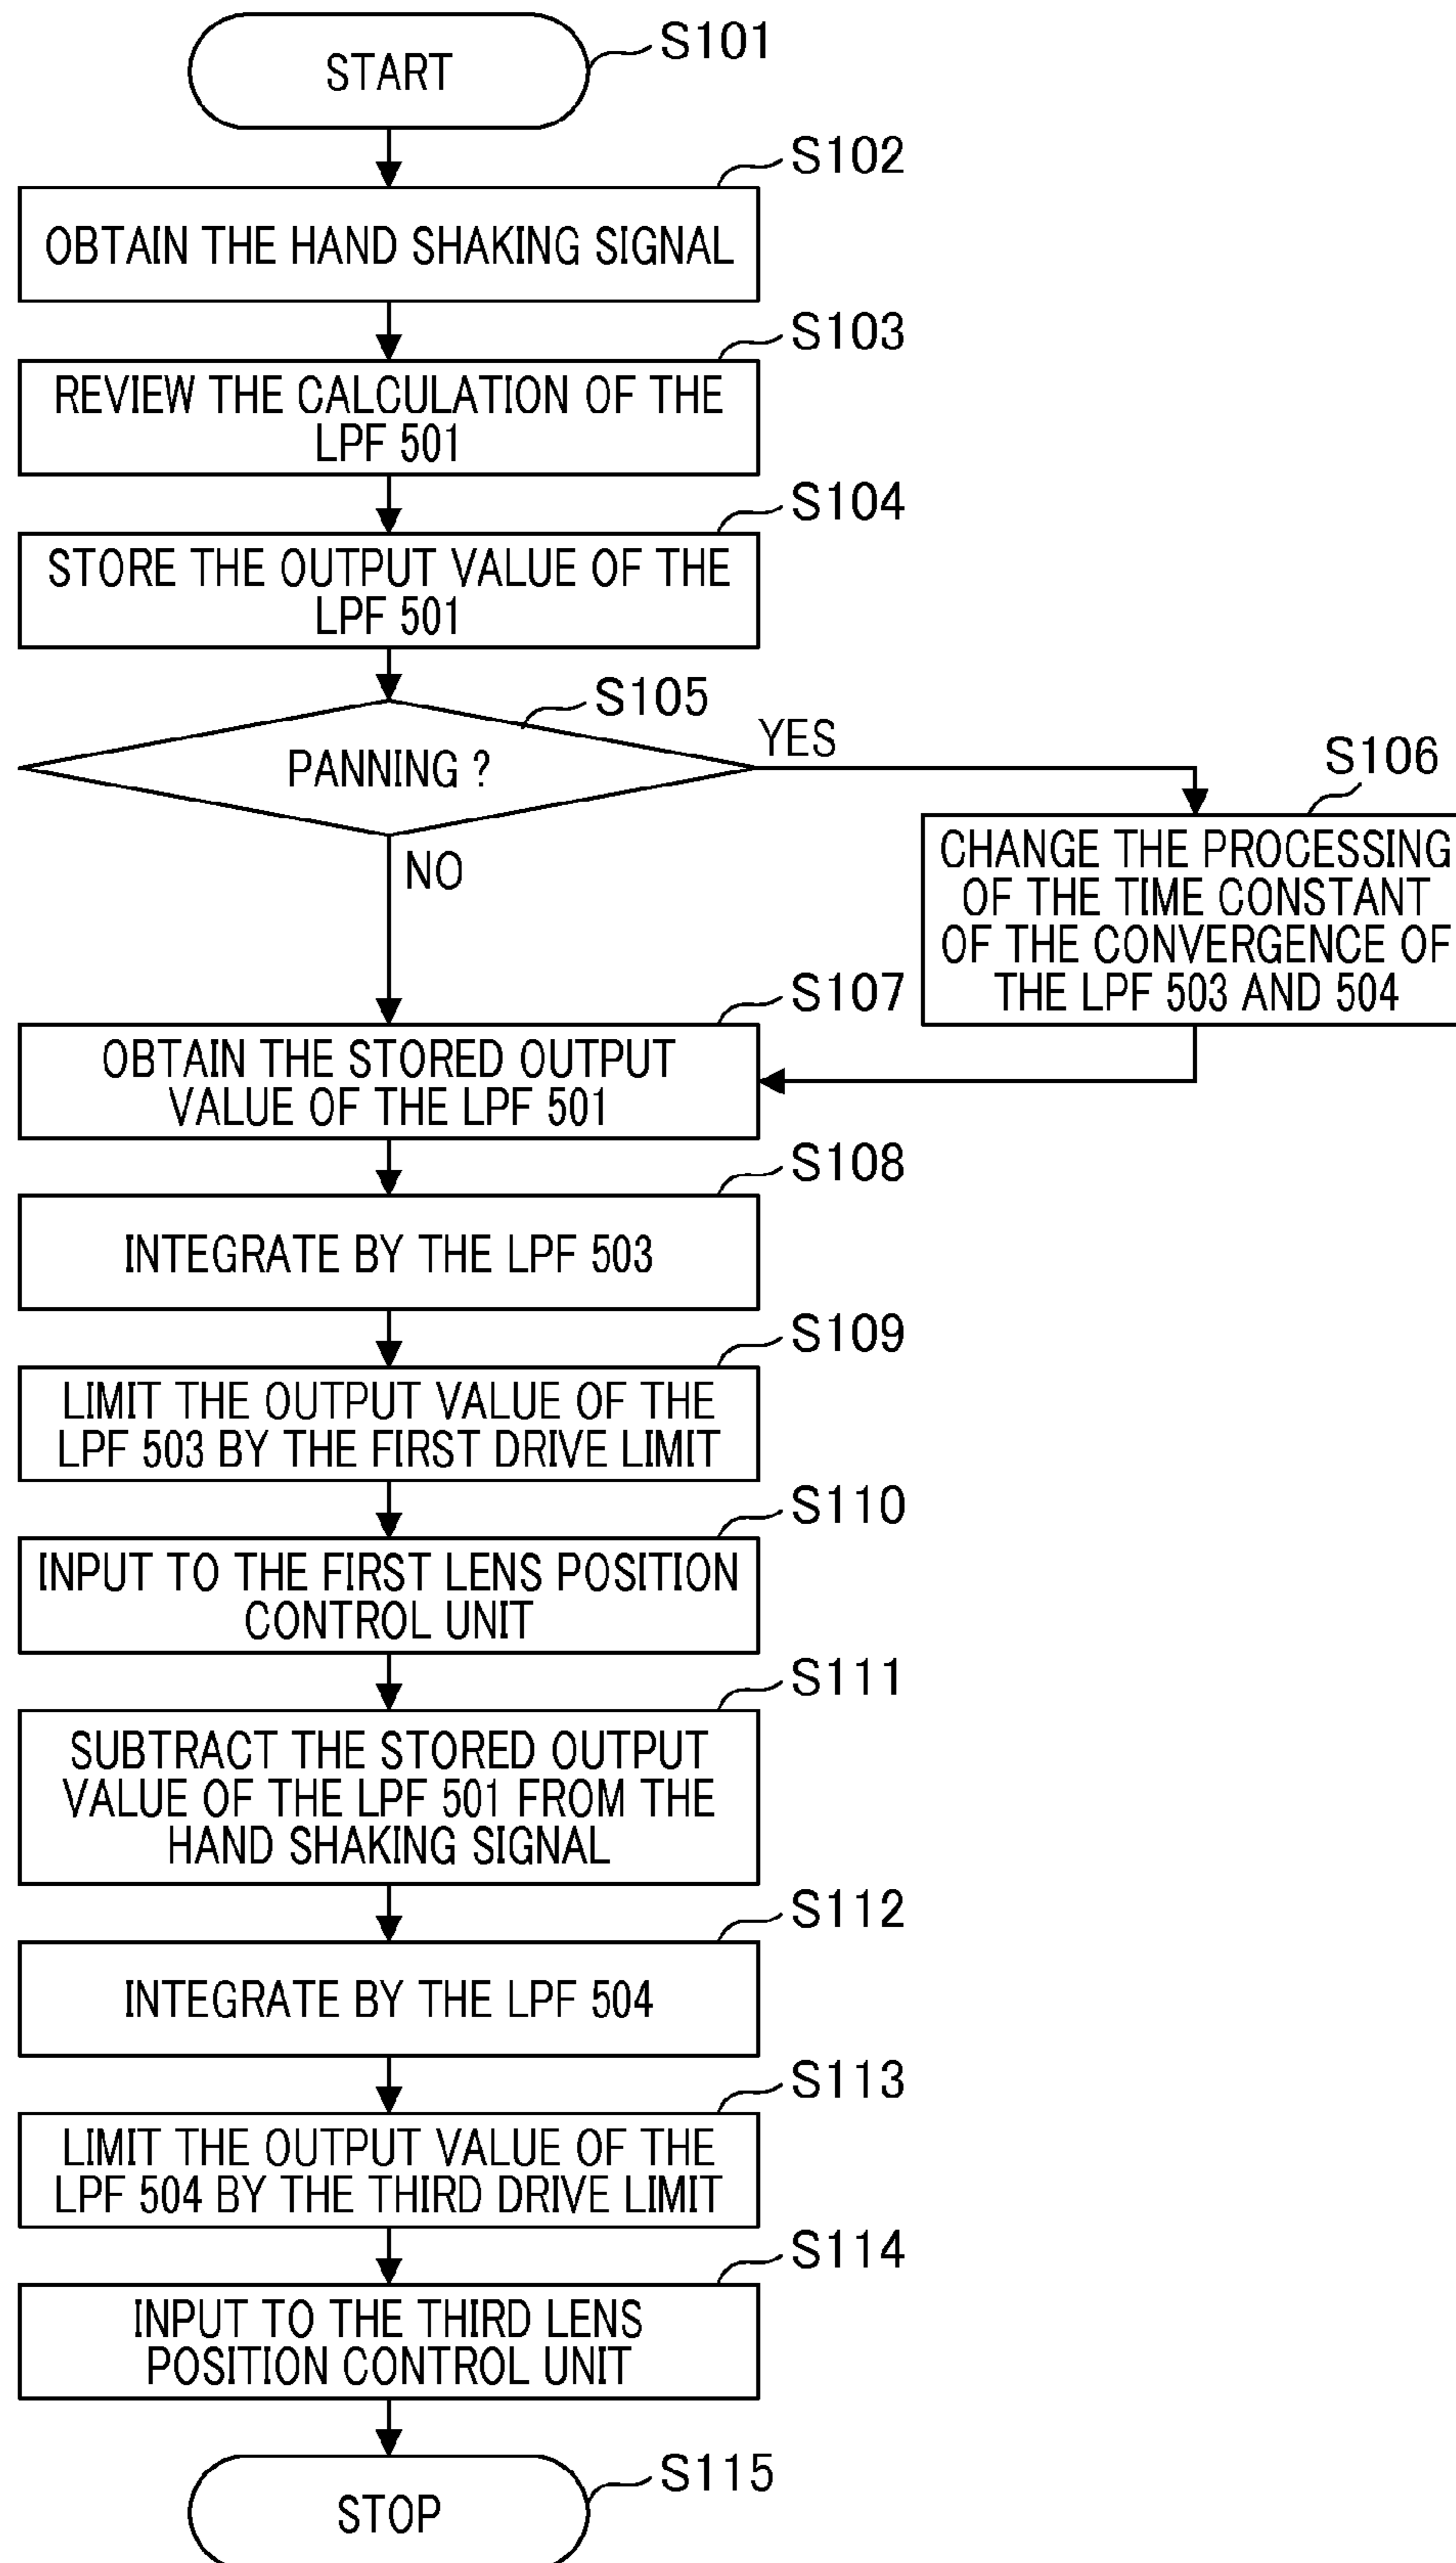 START
S101
S102
OBTAIN THE HAND SHAKING SIGNAL
S103
REVIEW THE CALCULATION OF THE
LPF 501
S104
STORE THE OUTPUT VALUE OF THE
LPF 501
S105
PANNING ?
YES
NO
S106
CHANGE THE PROCESSING
OF THE TIME CONSTANT
OF THE CONVERGENCE OF
THE LPF 503 AND 504
S107
OBTAIN THE STORED OUTPUT
VALUE OF THE LPF 501
S108
INTEGRATE BY THE LPF 503
S109
LIMIT THE OUTPUT VALUE OF THE
LPF 503 BY THE FIRST DRIVE LIMIT
S110
INPUT TO THE FIRST LENS POSITION
CONTROL UNIT
S111
SUBTRACT THE STORED OUTPUT
VALUE OF THE LPF 501 FROM THE
HAND SHAKING SIGNAL
S112
INTEGRATE BY THE LPF 504
S113
LIMIT THE OUTPUT VALUE OF THE
LPF 504 BY THE THIRD DRIVE LIMIT
S114
INPUT TO THE THIRD LENS
POSITION CONTROL UNIT
S115
STOP